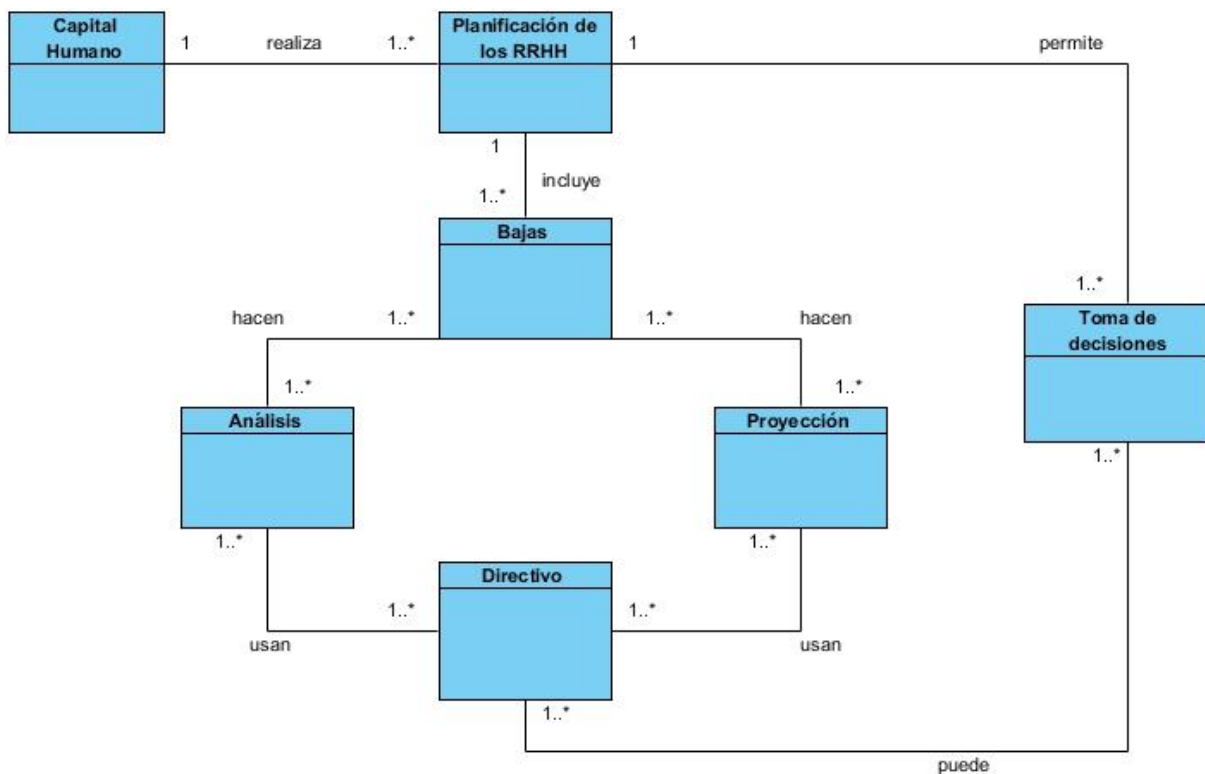 Capital
Humano
1
realiza
1..*
Planificación de
los RRHH
1
permite
1
incluye
1..*
Bajas
hacen
1..*
1..*
hacen
1..*
Toma de
decisiones
1..*
1..*
Análisis
Proyección
1..*
1..*
1..*
Directivo
1..*
1..*
usan
usan
1..*
puede